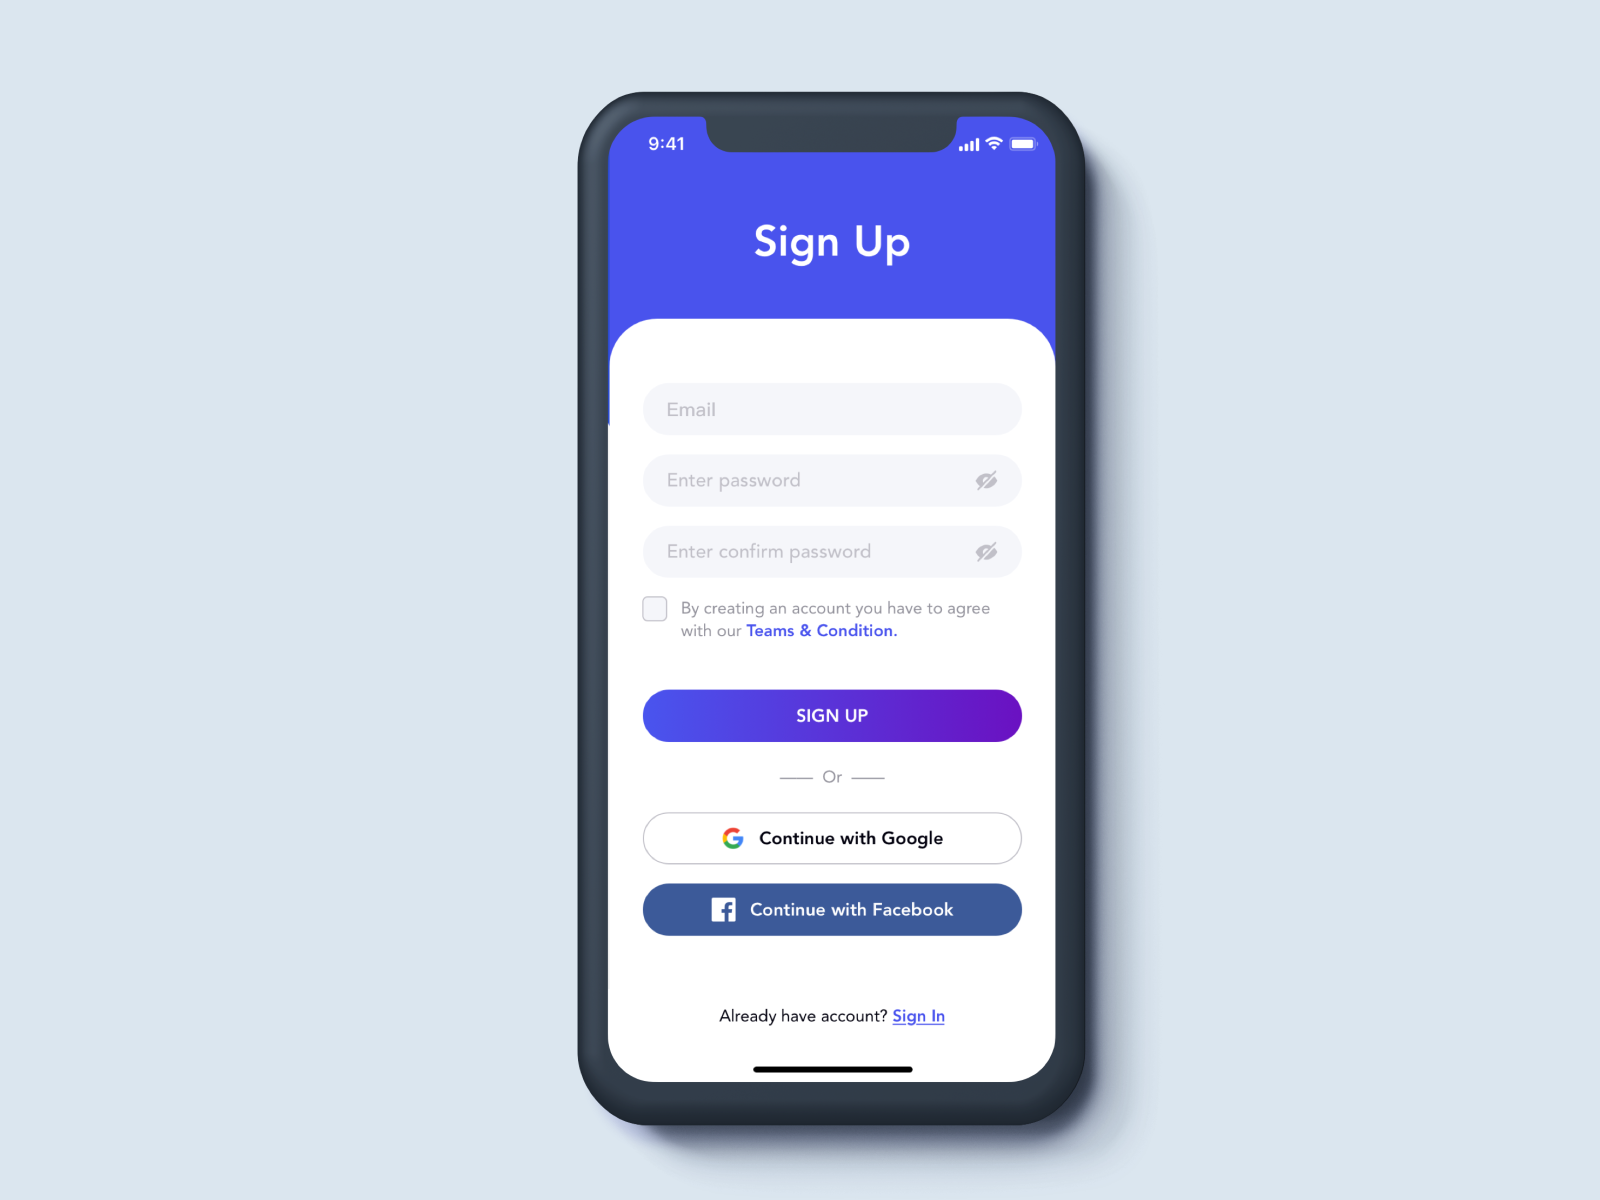 9:41
Sign Up
Email
Enter password
Enter confirm password
By creating an account you have to agree
with our Teams & Condition.
SIGN UP
Or
Continue with Google
Continue with Facebook
Already have account? Sign In